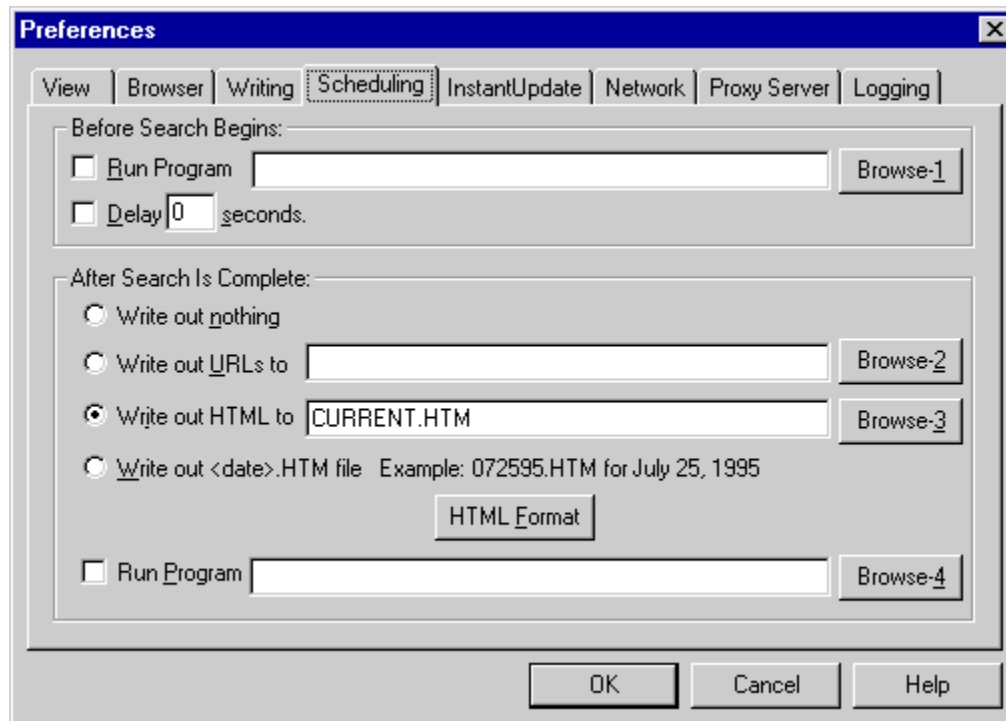 Preferences
View Browser Writing Scheduling InstantUpdate Network Proxy Server Logging
Before Search Begins:
Run Program Browse-1
Delay 0 seconds.
After Search Is Complete:
Write out nothing
Write out URLs to Browse-2
Write out HTML to CURRENT.HTM Browse-3
Write out <date>.HTM file Example: 072595.HTM for July 25, 1995
HTML Format
Run Program Browse-4
OK Cancel Help